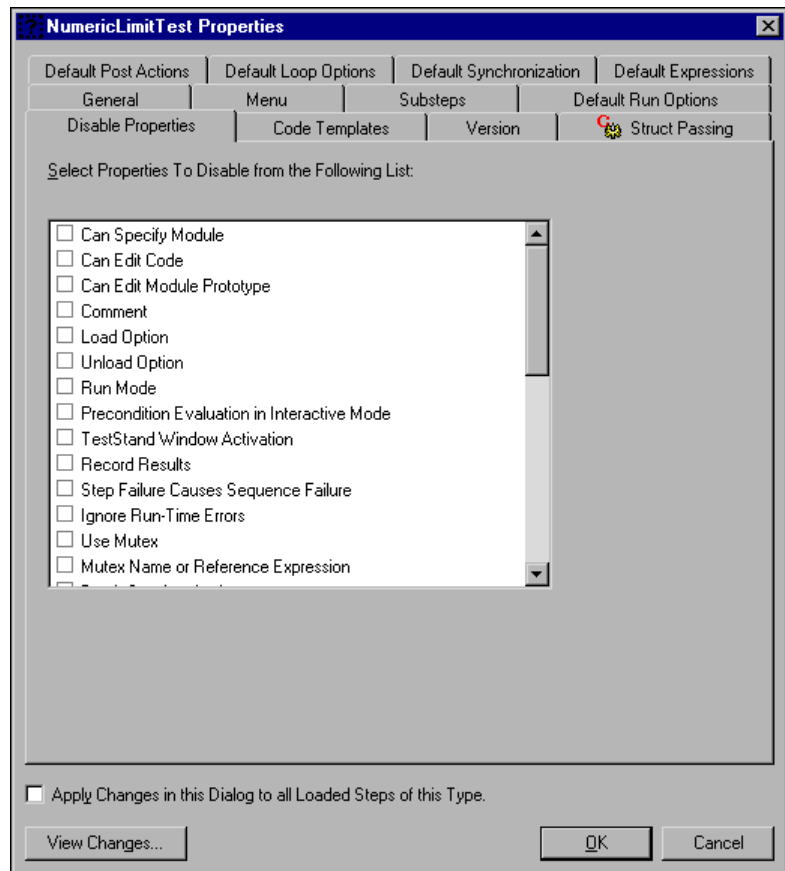 NumericLimitTest Properties
Default Post Actions Default Loop Options Default Synchronization Default Expressions
General Menu Substeps Default Run Options
Disable Properties Code Templates Version Struct Passing
Select Properties To Disable from the Following List:
Can Specify Module
Can Edit Code
Can Edit Module Prototype
Comment
Load Option
Unload Option
Run Mode
Precondition Evaluation in Interactive Mode
TestStand Window Activation
Record Results
Step Failure Causes Sequence Failure
Ignore Run-Time Errors
Use Mutex
Mutex Name or Reference Expression
Apply Changes in this Dialog to all Loaded Steps of this Type.
View Changes... OK Cancel